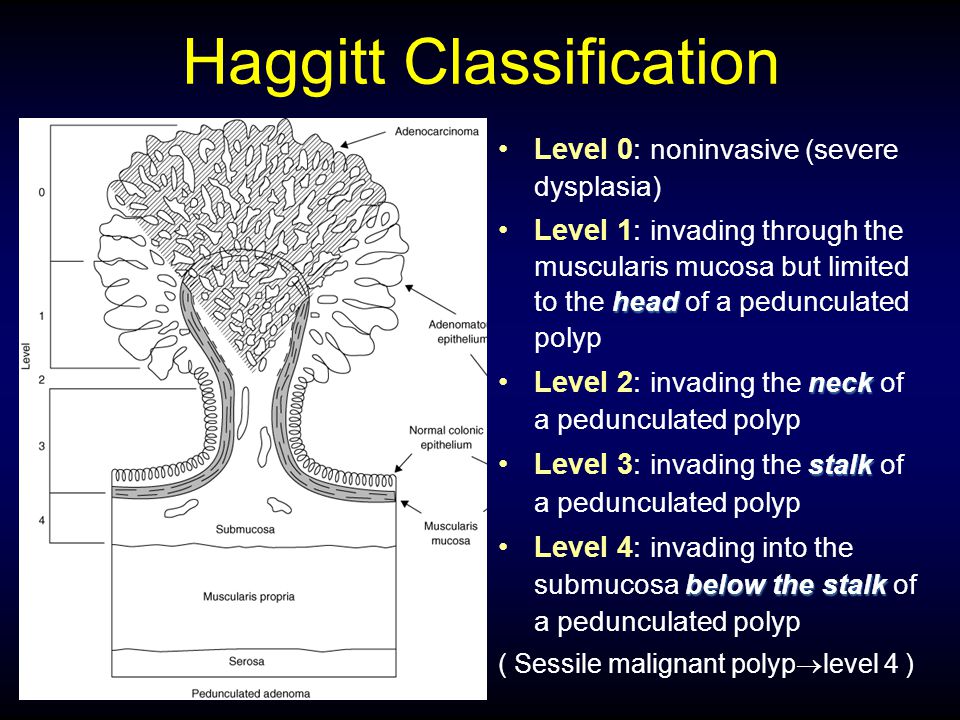 Haggitt Classification
Adenocarcinoma
0
1
Level
2
3
4
Adenomatou
epithelium
Normal colonic
epithelium
Muscularis
mucosa
Submucosa
Muscularis propria
Serosa
Pedunculated adenoma
• Level 0: noninvasive (severe
dysplasia)
• Level 1: invading through the
muscularis mucosa but limited
to the head of a pedunculated
polyp
• Level 2: invading the neck of
a pedunculated polyp
• Level 3: invading the stalk of
a pedunculated polyp
• Level 4: invading into the
submucosa below the stalk of
a pedunculated polyp
( Sessile malignant polyp→level 4 )